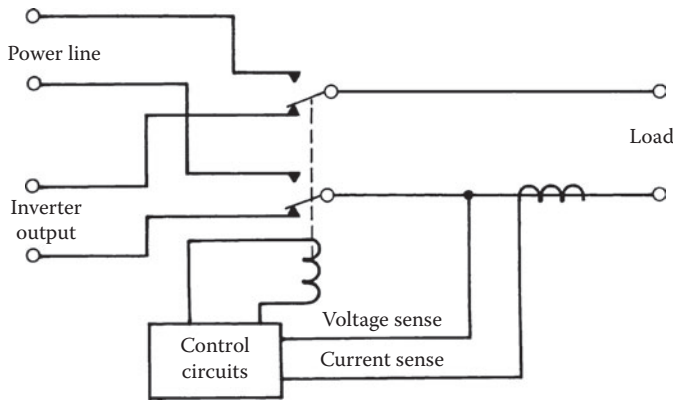 Power line
Load
Inverter
output
Voltage sense
Control
circuits
Current sense